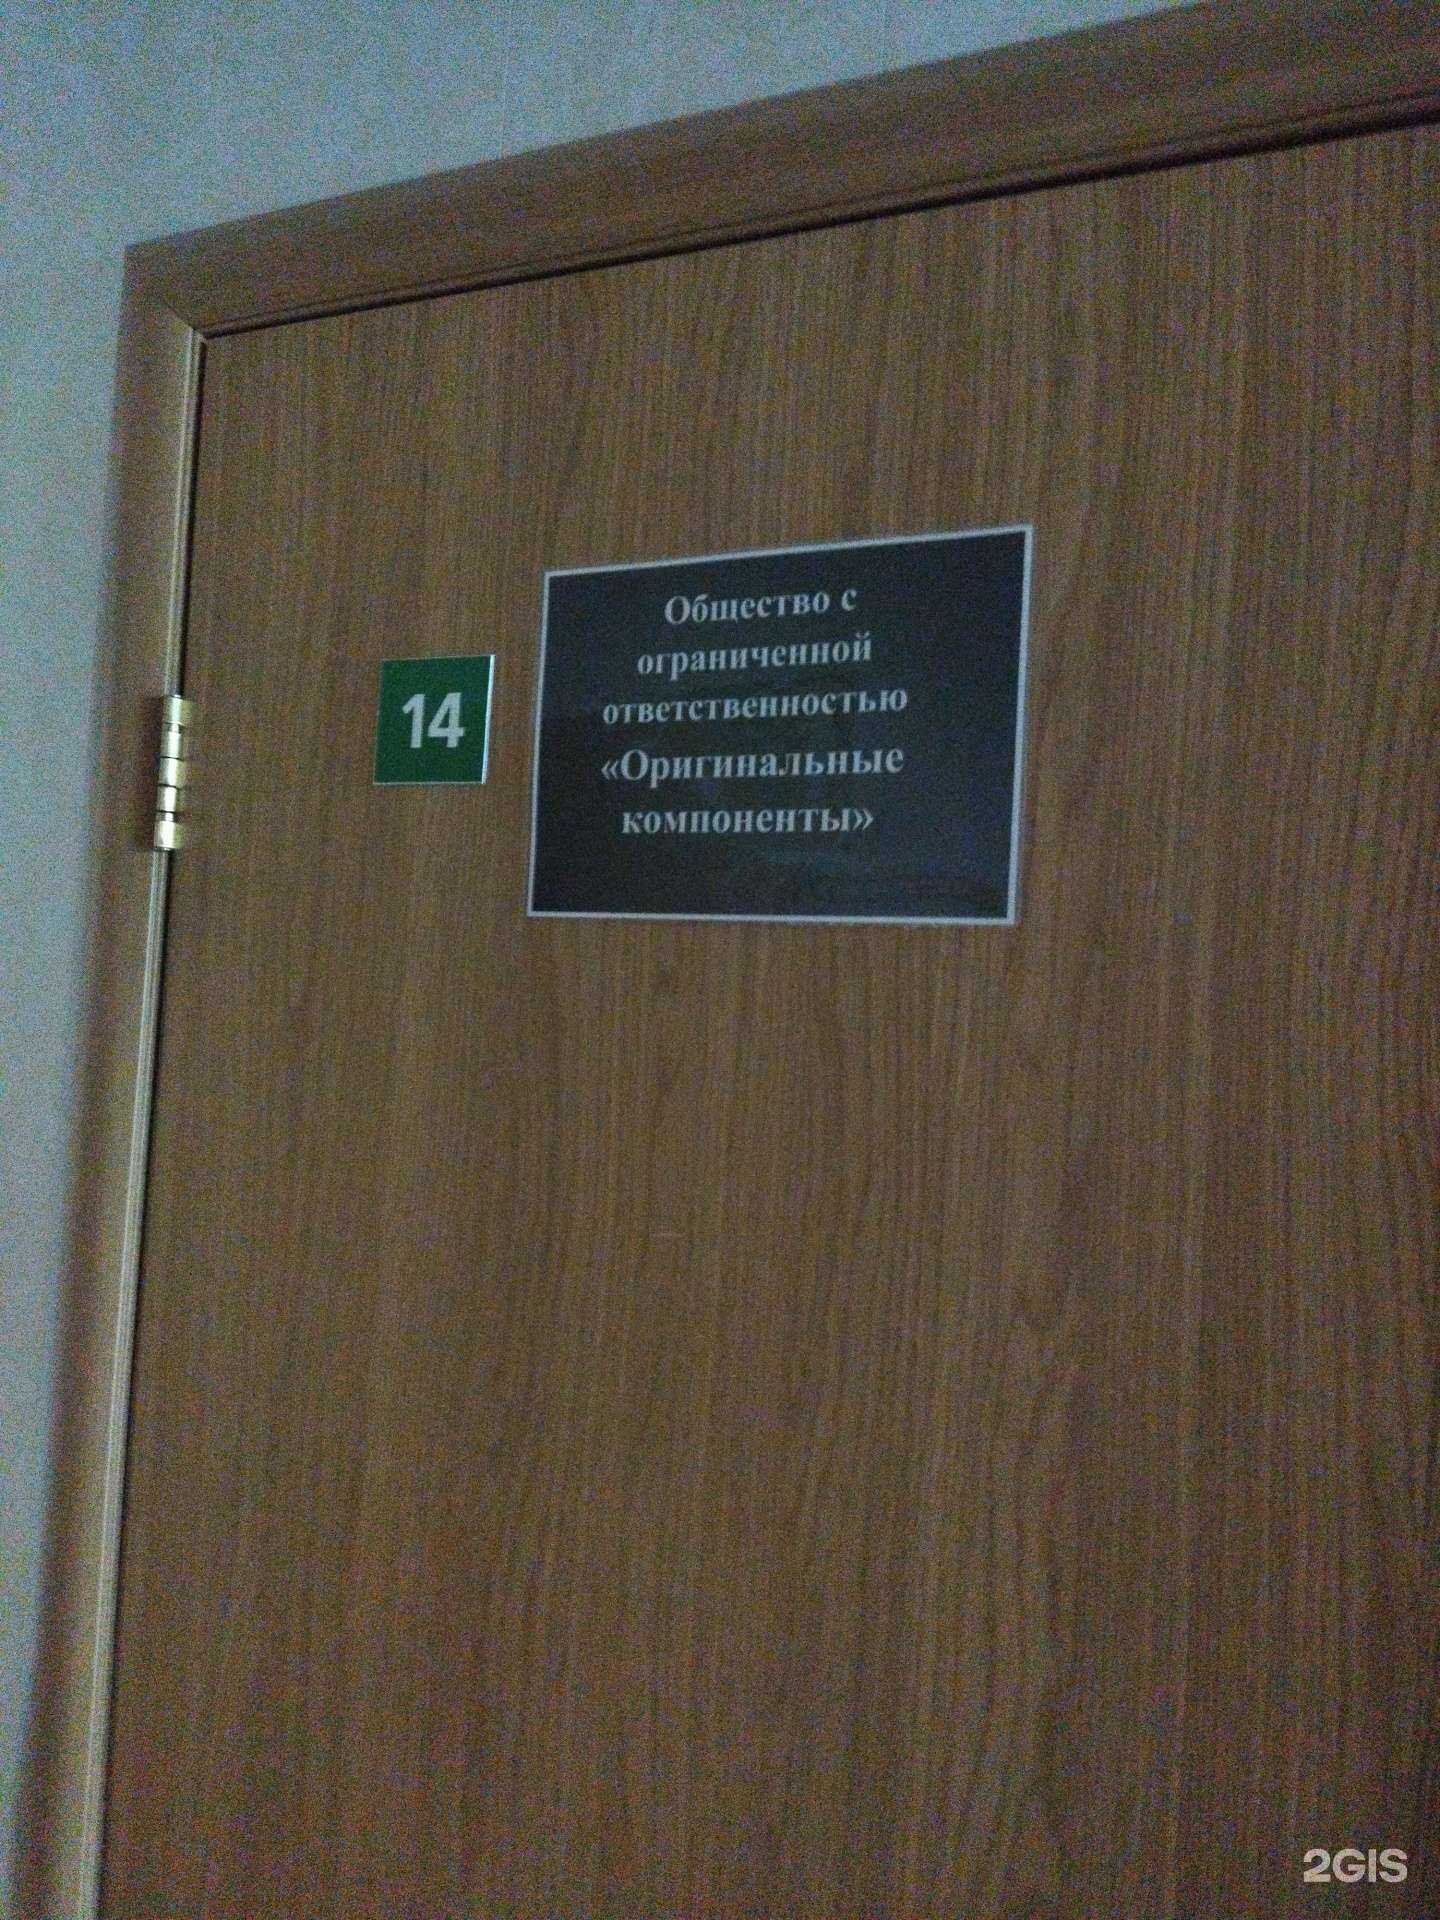 14
Общество с
ограниченной
ответственностью
«Оригинальные
компоненты»
2GIS